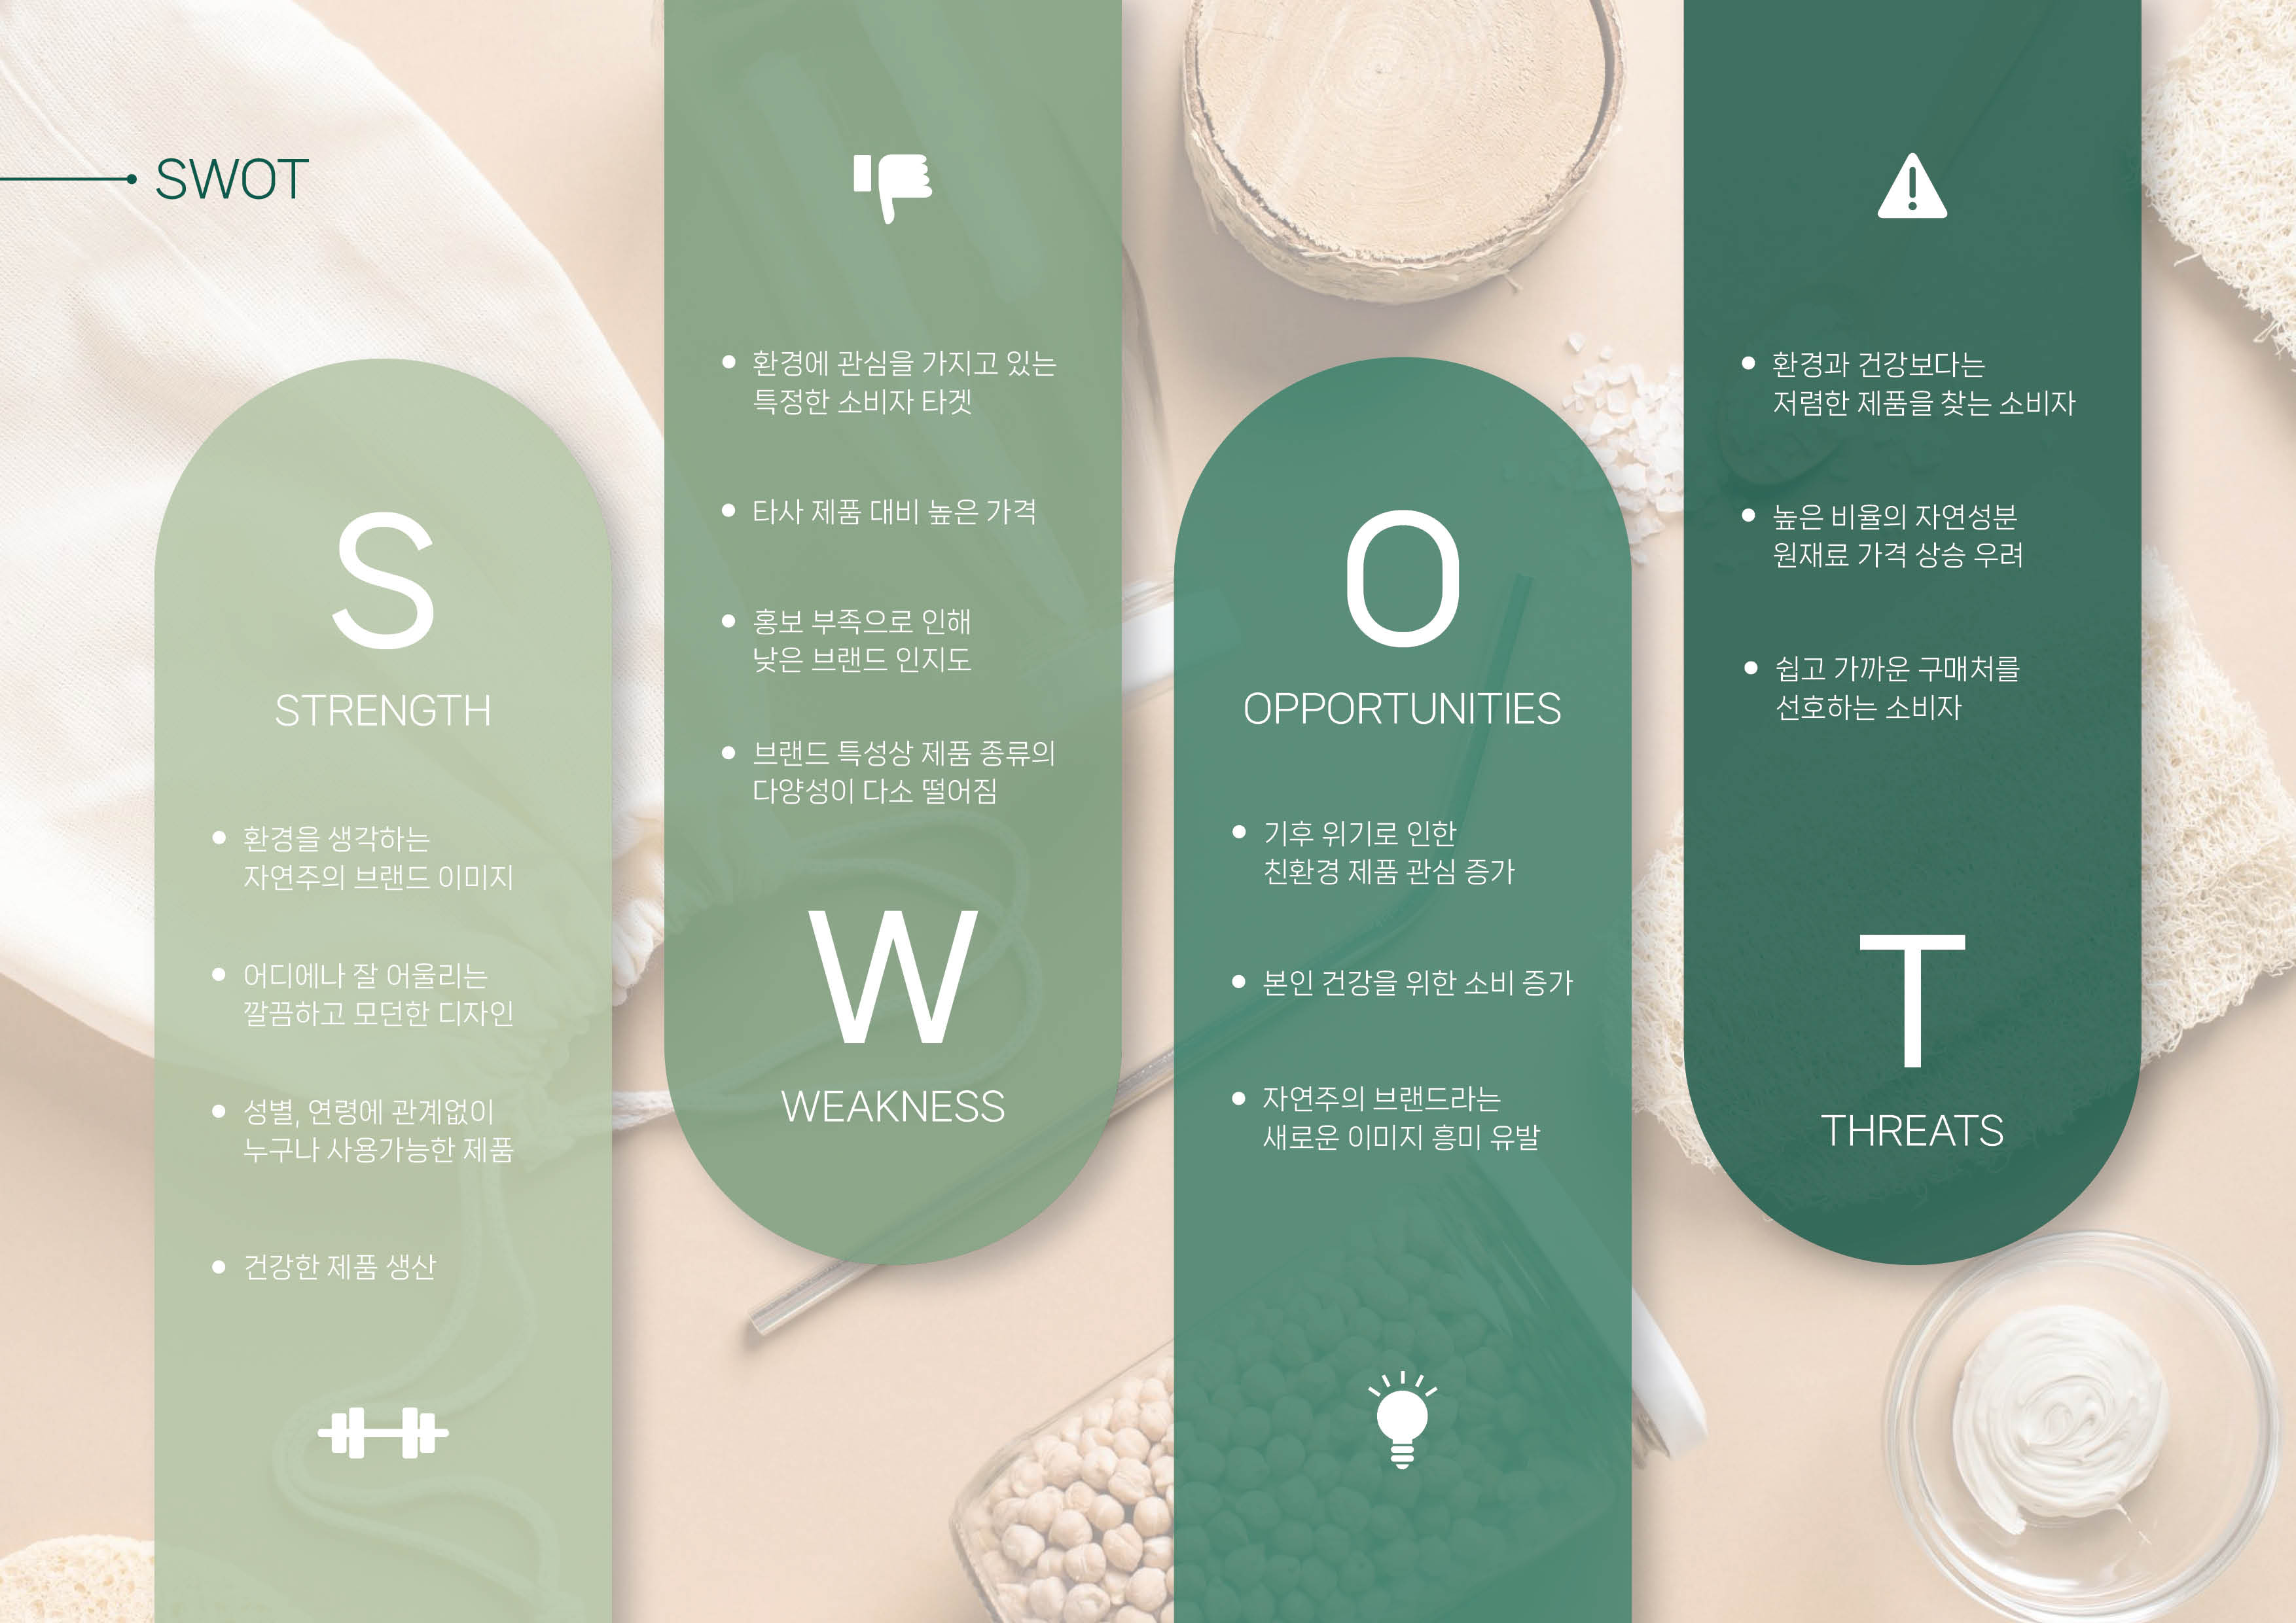 SWOT
S
STRENGTH
환경을 생각하는
자연주의 브랜드 이미지
어디에나 잘 어울리는
깔끔하고 모던한 디자인
성별, 연령에 관계없이
누구나 사용가능한 제품
건강한 제품 생산
환경에 관심을 가지고 있는
특정한 소비자 타겟
타사 제품 대비 높은 가격
홍보 부족으로 인해
낮은 브랜드 인지도
브랜드 특성상 제품 종류의
다양성이 다소 떨어짐
W
WEAKNESS
O
OPPORTUNITIES
기후 위기로 인한
친환경 제품 관심 증가
본인 건강을 위한 소비 증가
자연주의 브랜드라는
새로운 이미지 흥미 유발
환경과 건강보다는
저렴한 제품을 찾는 소비자
높은 비율의 자연성분
원재료 가격 상승 우려
쉽고 가까운 구매처를
선호하는 소비자
T
THREATS